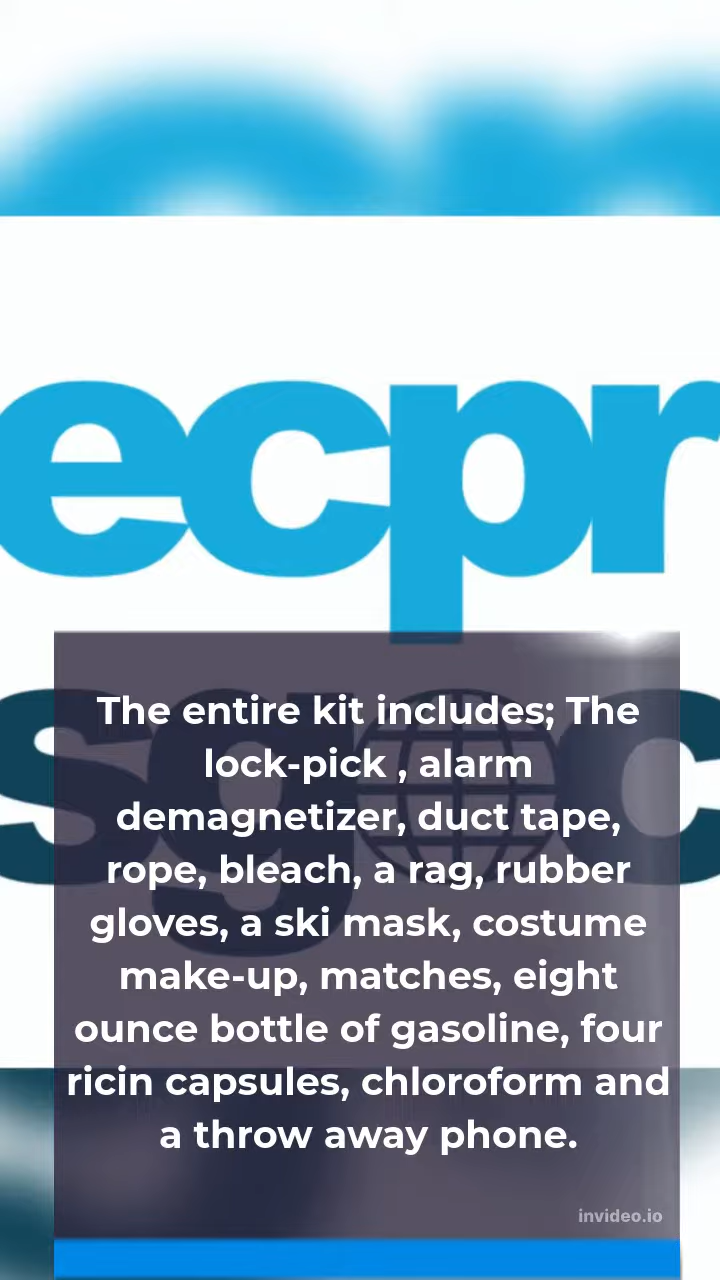 ecpr
The entire kit includes; The
lock-pick , alarm
demagnetizer, duct tape,
rope, bleach, a rag, rubber
gloves, a ski mask, costume
make-up, matches, eight
ounce bottle of gasoline, four
ricin capsules, chloroform and
a throw away phone.
invideo.io